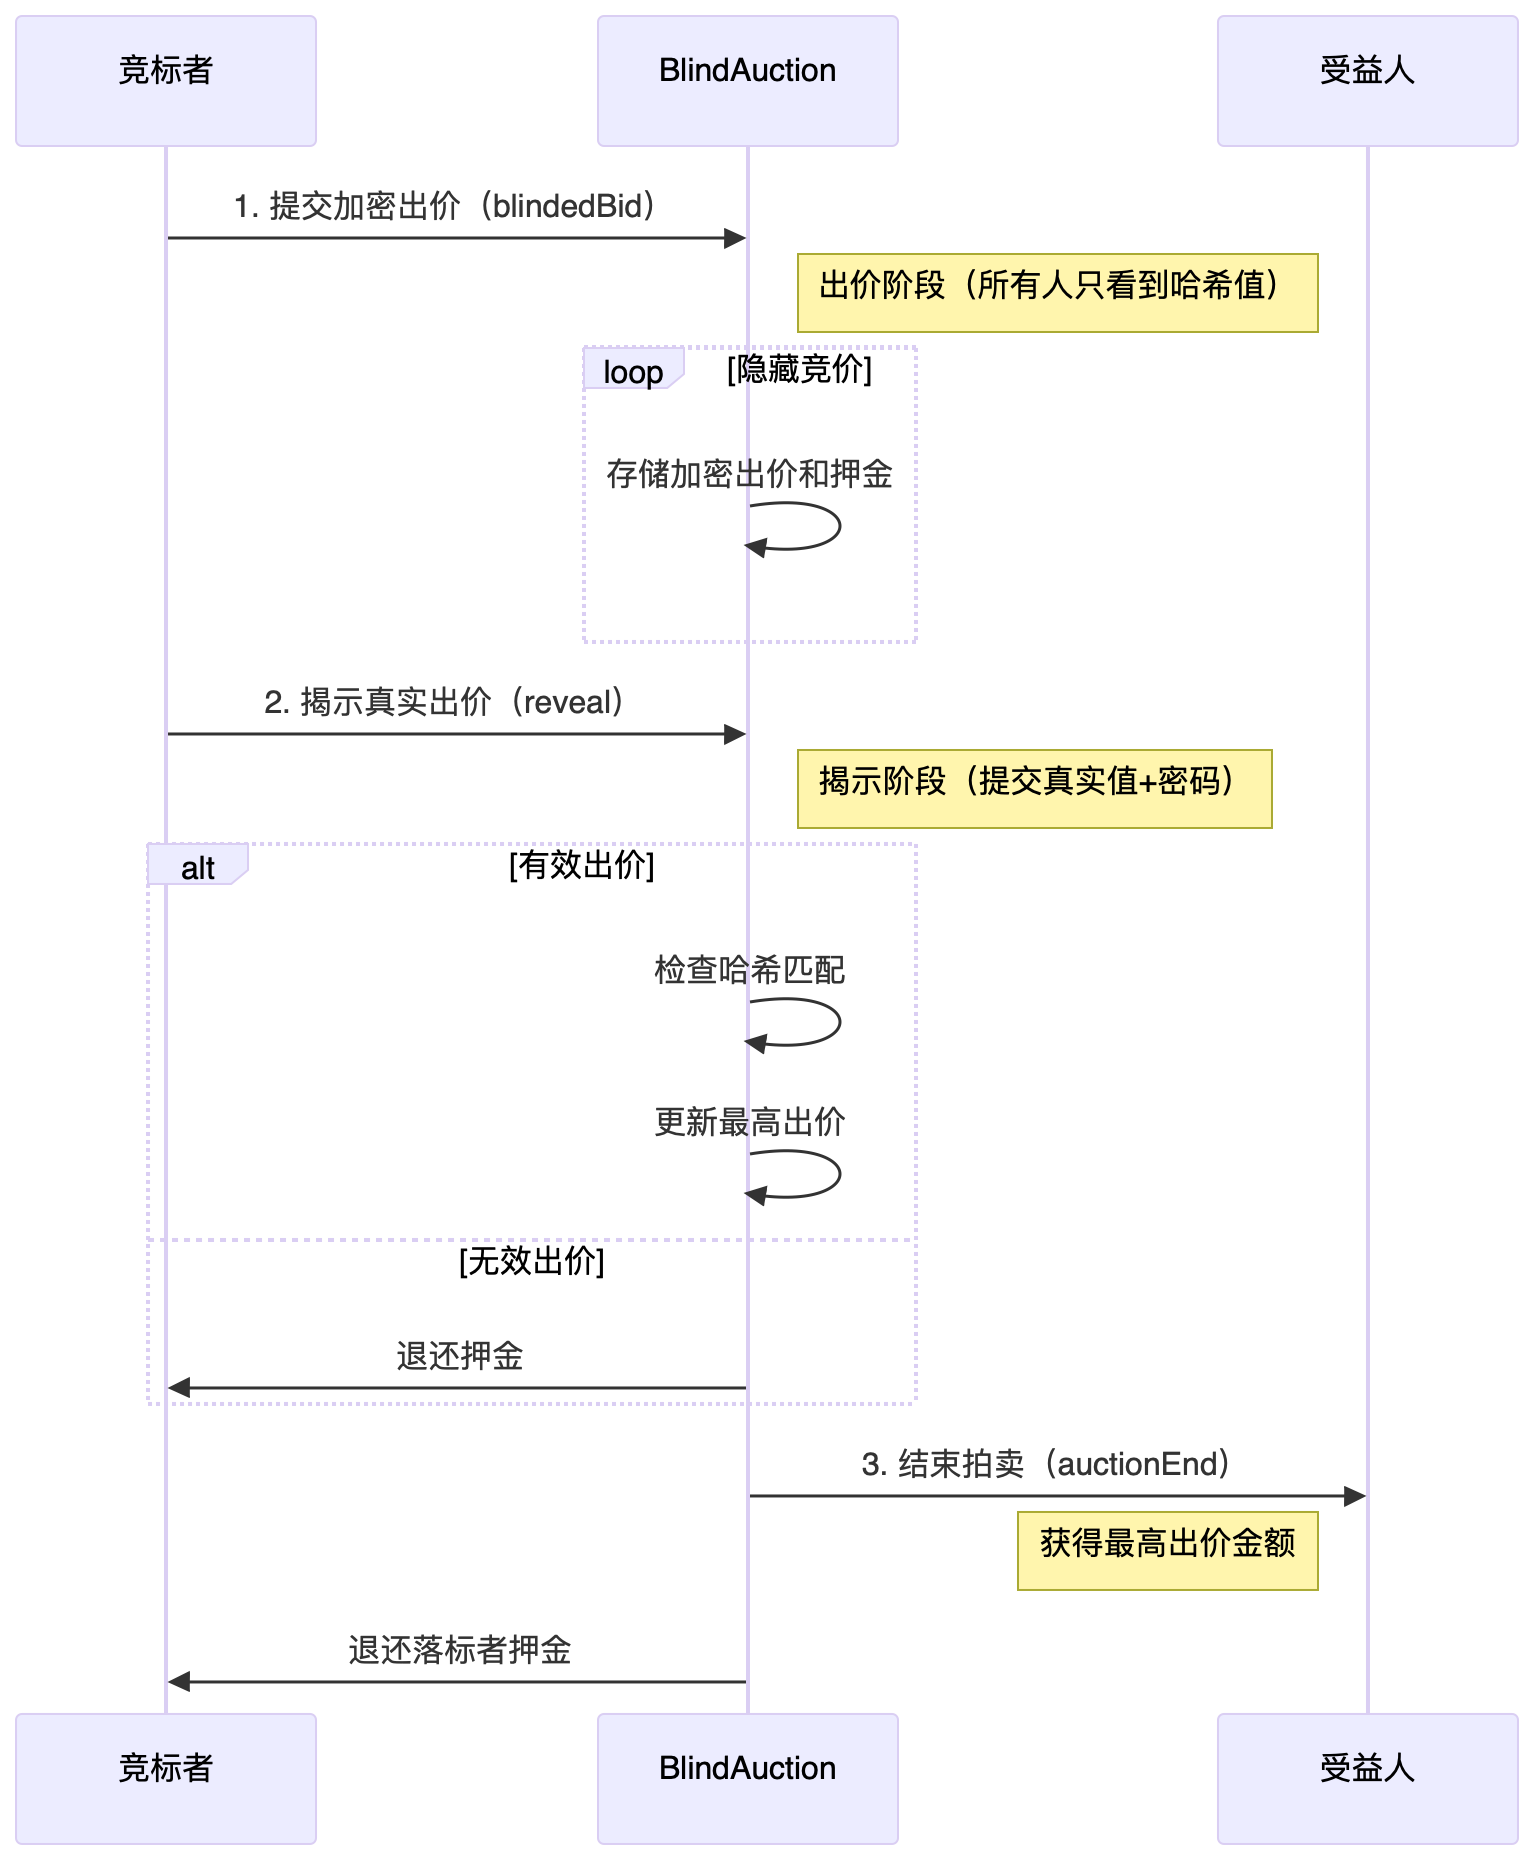 竞标者
BlindAuction
受益人
1. 提交加密出价（blindedBid）
出价阶段（所有人只看到哈希值）
loop
[隐藏竞价]
存储加密出价和押金
2. 揭示真实出价（reveal）
揭示阶段（提交真实值+密码）
alt
[有效出价]
检查哈希匹配
更新最高出价
[无效出价]
退还押金
3. 结束拍卖（auctionEnd）
获得最高出价金额
退还落标者押金
竞标者
BlindAuction
受益人